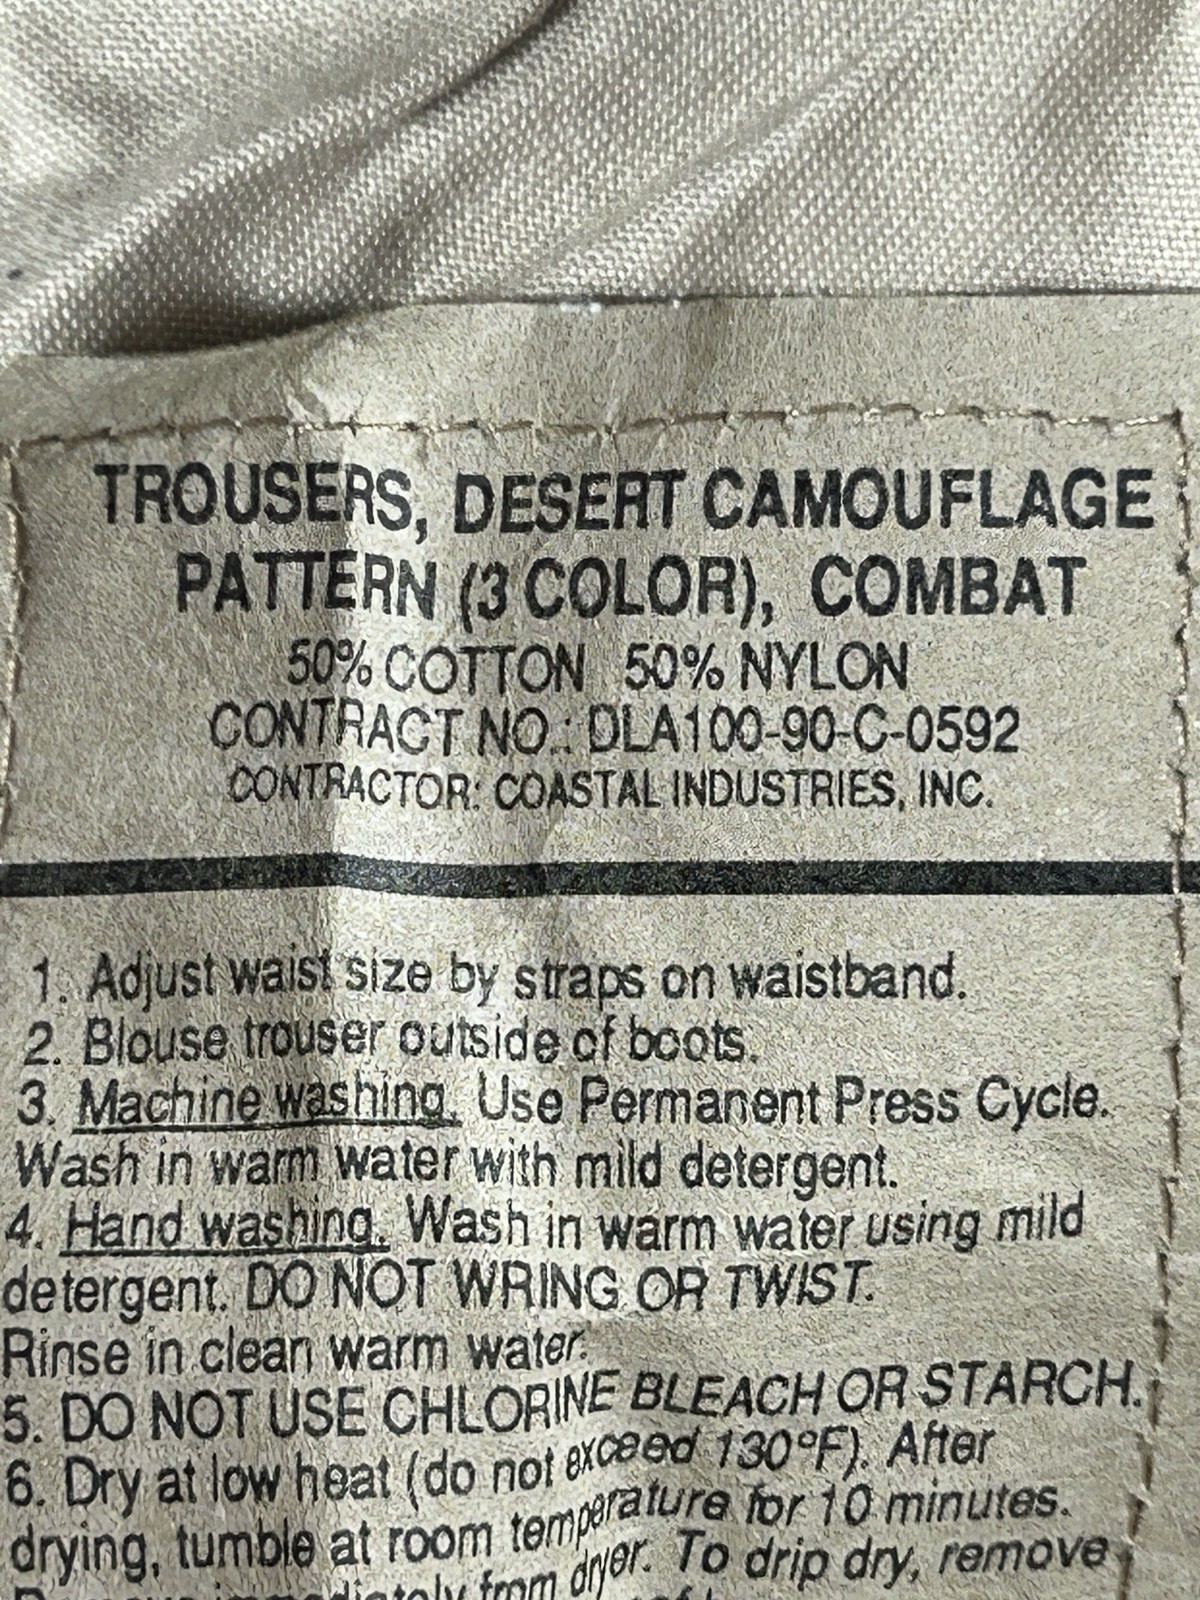 TROUSERS, DESERT CAMOUFLAGE
PATTERN (3 COLOR), COMBAT
50% COTTON 50% NYLON
CONTRACT NO.: DLA100-90-C-0592
CONTRACTOR: COASTAL INDUSTRIES, INC.
1. Adjust waist size by straps on waistband.
2. Blouse trouser outside of boots.
3. Machine washing. Use Permanent Press Cycle.
Wash in warm water with mild detergent.
4. Hand washing. Wash in warm water using mild
detergent. DO NOT WRING OR TWIST.
Rinse in clean warm water.
5. DO NOT USE CHLORINE BLEACH OR STARCH.
6. Dry at low heat (do not exceed 130°F). After
drying, tumble at room temperature for 10 minutes.
Remove immediately from dryer. To drip dry, remove